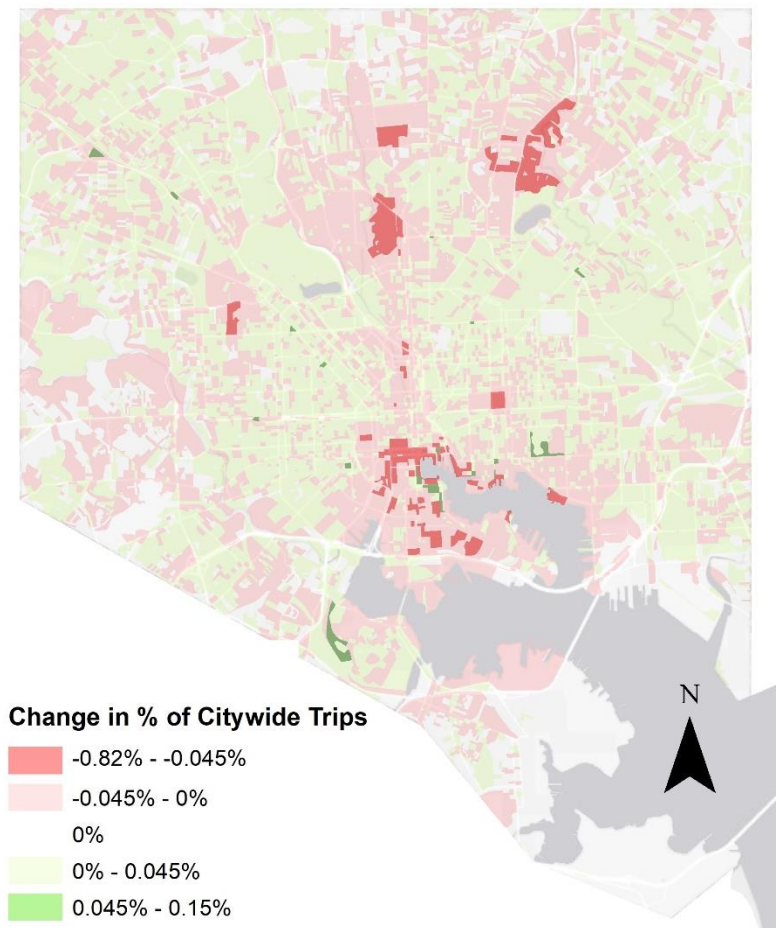 N
Change in % of Citywide Trips
-0.82% - -0.045%
-0.045% - 0%
0%
0% - 0.045%
0.045% - 0.15%